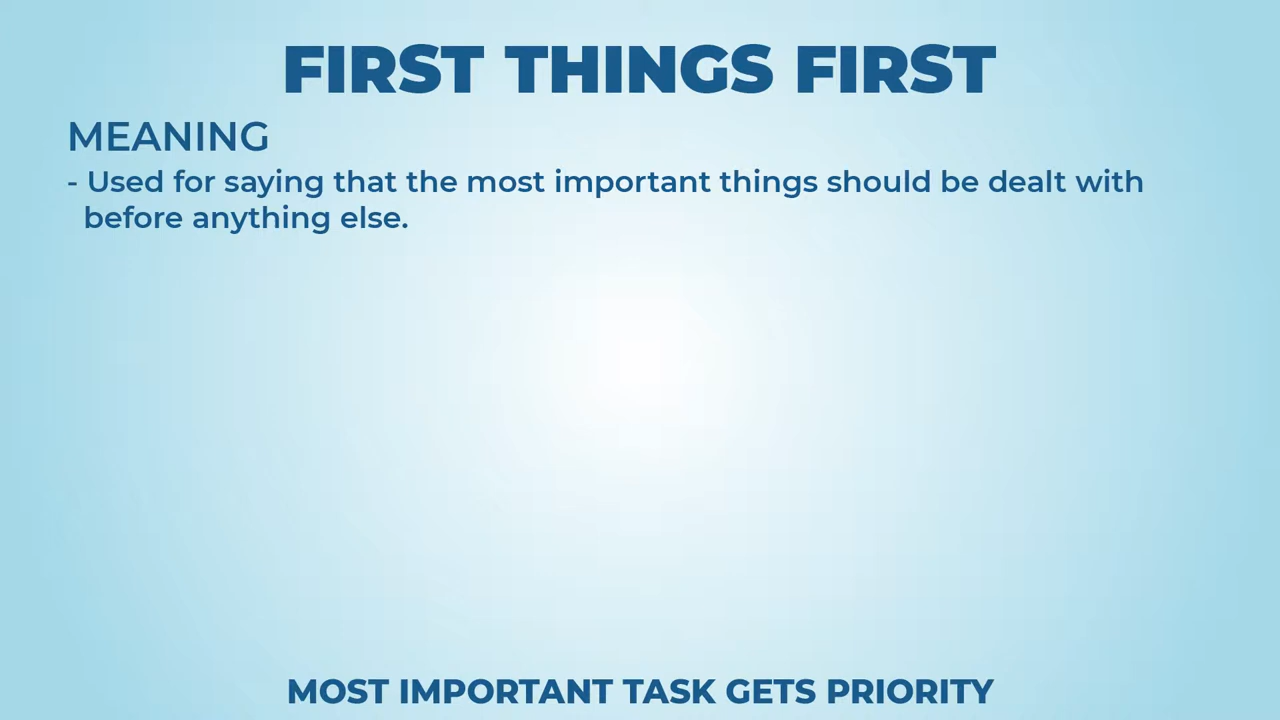 FIRST THINGS FIRST
MEANING
- Used for saying that the most important things should be dealt with
before anything else.
MOST IMPORTANT TASK GETS PRIORITY